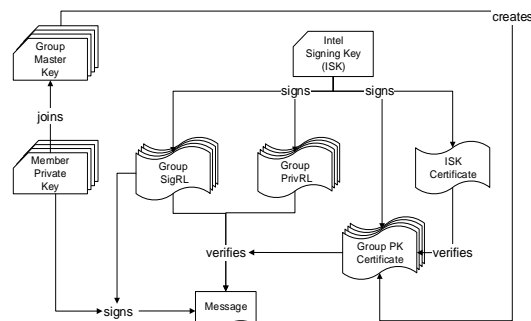 creates
Group
Master
Key
Intel
Signing Key
(ISK)
signs
signs
joins
Member
Private
Key
Group
SigRL
Group
PrivRL
ISK
Certificate
verifies
Group PK
Certificate
verifies
signs
Message